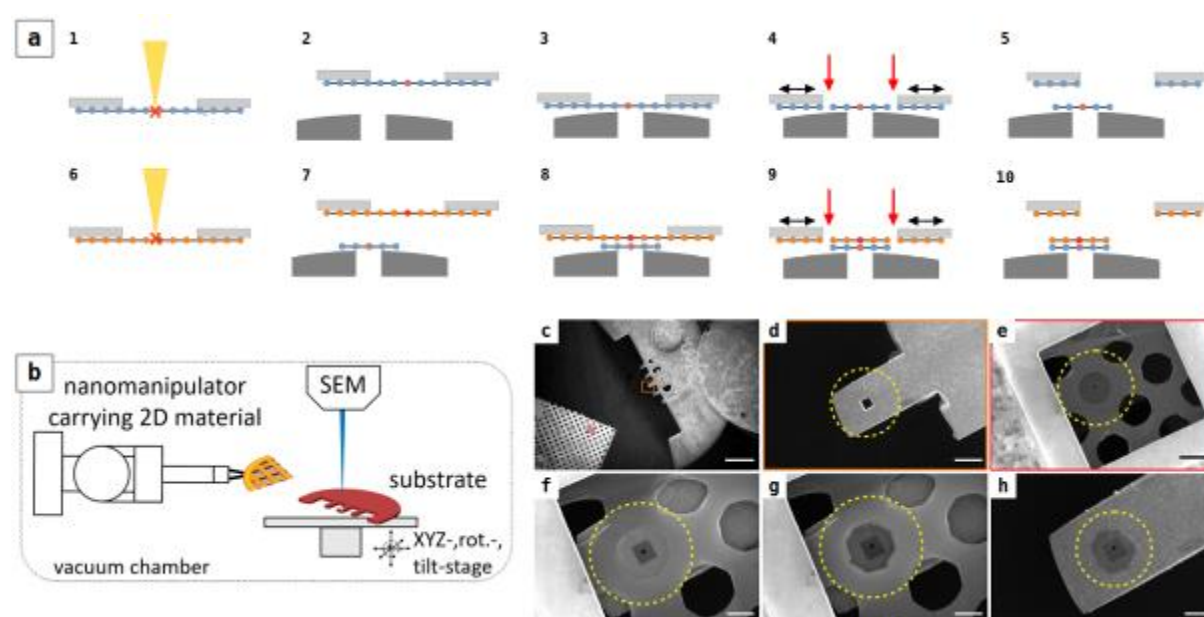 a
1
2
3
4
5
6
7
8
9
10
b
nanomanipulator
carrying 2D material
SEM
substrate
XYZ-,rot.-,
tilt-stage
vacuum chamber
c
d
e
f
g
h